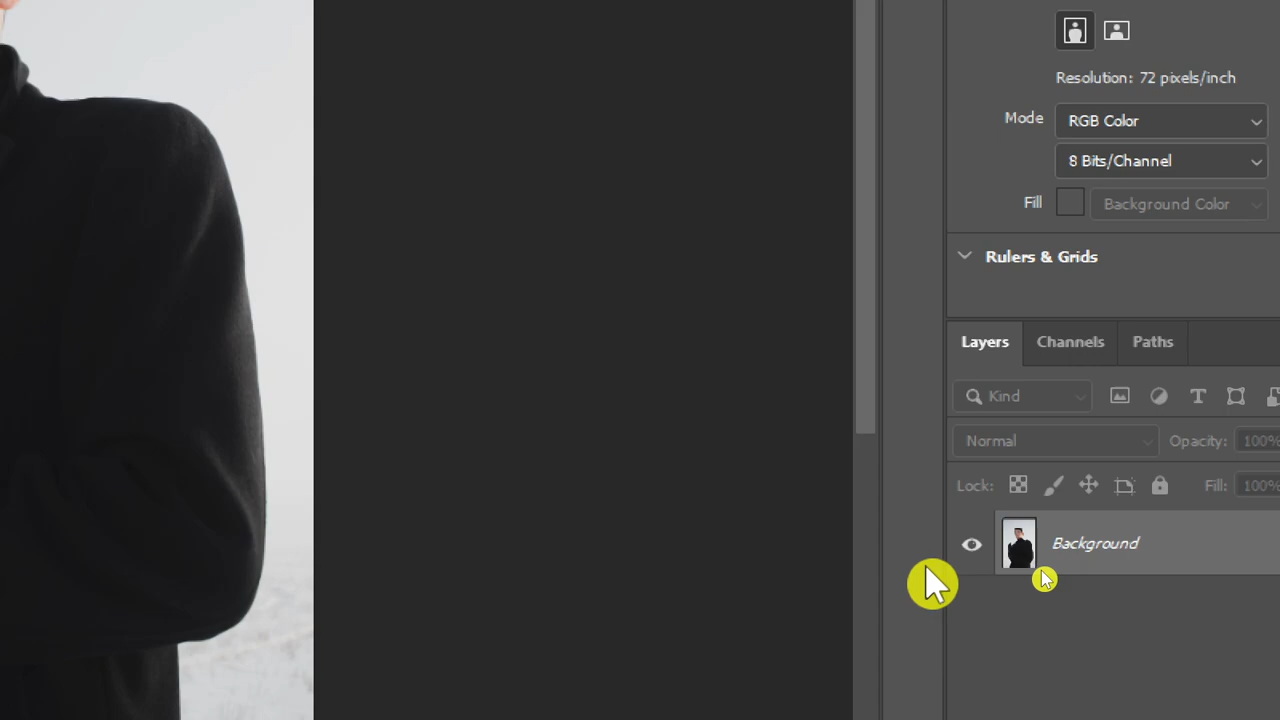 Resolution: 72 pixels/inch
Mode
RGB Color
8 Bits/Channel
Fill
Background Color
Rulers & Grids
Layers Channels Paths
Kind
Normal
Opacity: 100%
Lock:
Fill: 100%
Background